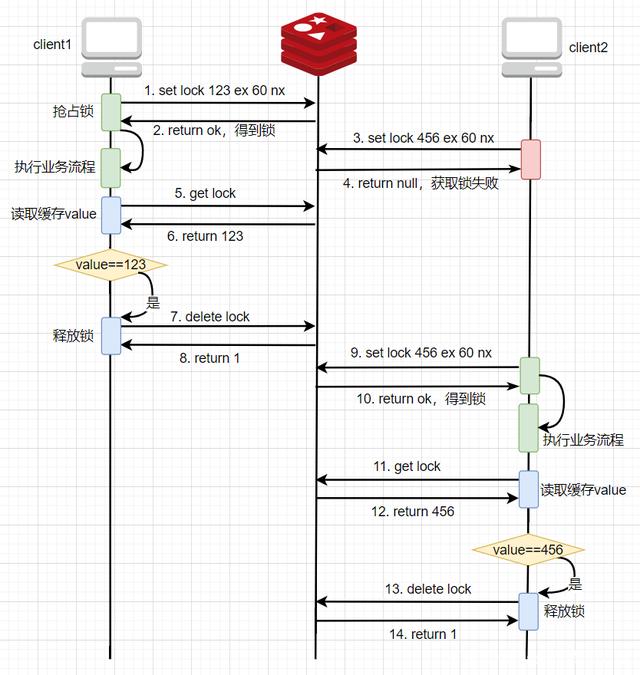 client1
client2
1. set lock 123 ex 60 nx
抢占锁
2. return ok，得到锁
3. set lock 456 ex 60 nx
执行业务流程
4. return null，获取锁失败
5. get lock
读取缓存value
6. return 123
value==123
是
7. delete lock
释放锁
8. return 1
9. set lock 456 ex 60 nx
10. return ok，得到锁
执行业务流程
11. get lock
读取缓存value
12. return 456
value==456
是
13. delete lock
释放锁
14. return 1